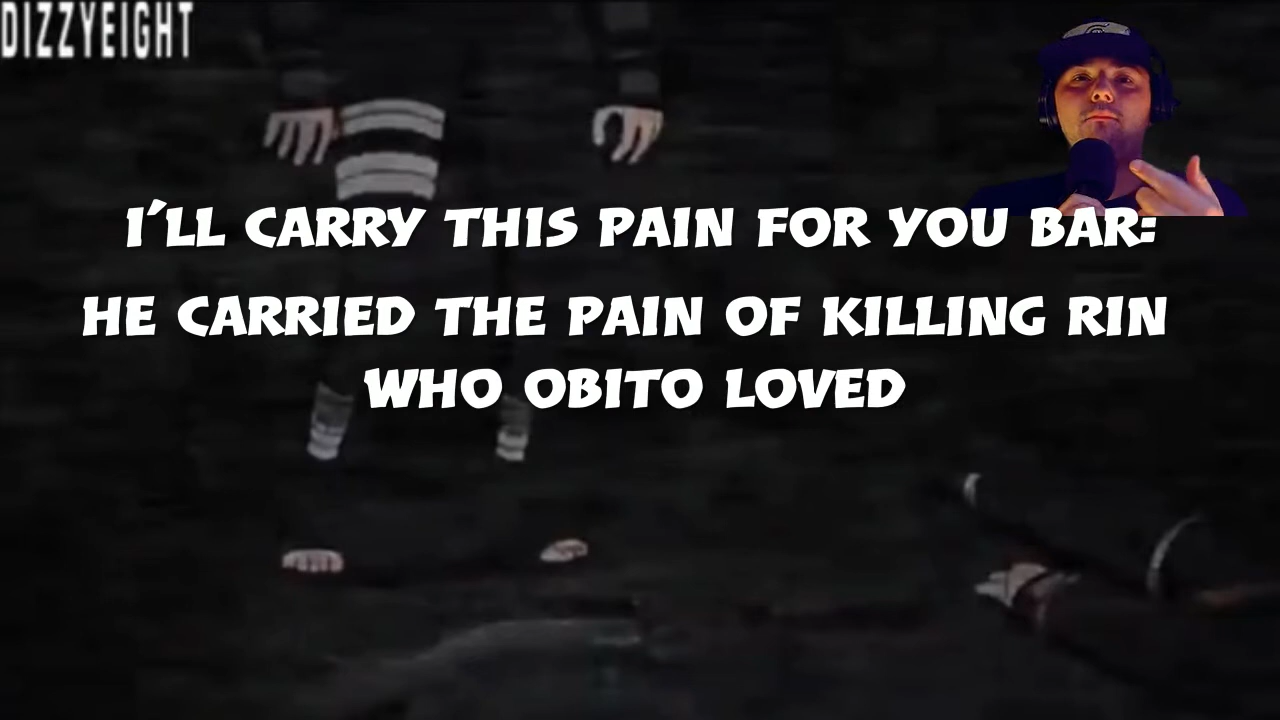 DIZZYEIGHT
I´LL CARRY THIS PAIN FOR YOU BAR:
HE CARRIED THE PAIN OF KILLING RIN
WHO OBITO LOVED